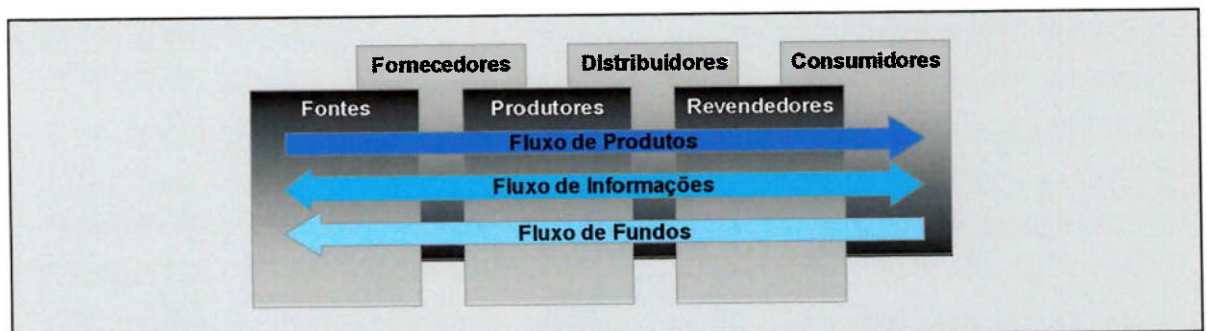 Fornecedores
Distribuidores
Consumidores
Fontes
Produtores
Revendedores
Fluxo de Produtos
Fluxo de Informações
Fluxo de Fundos